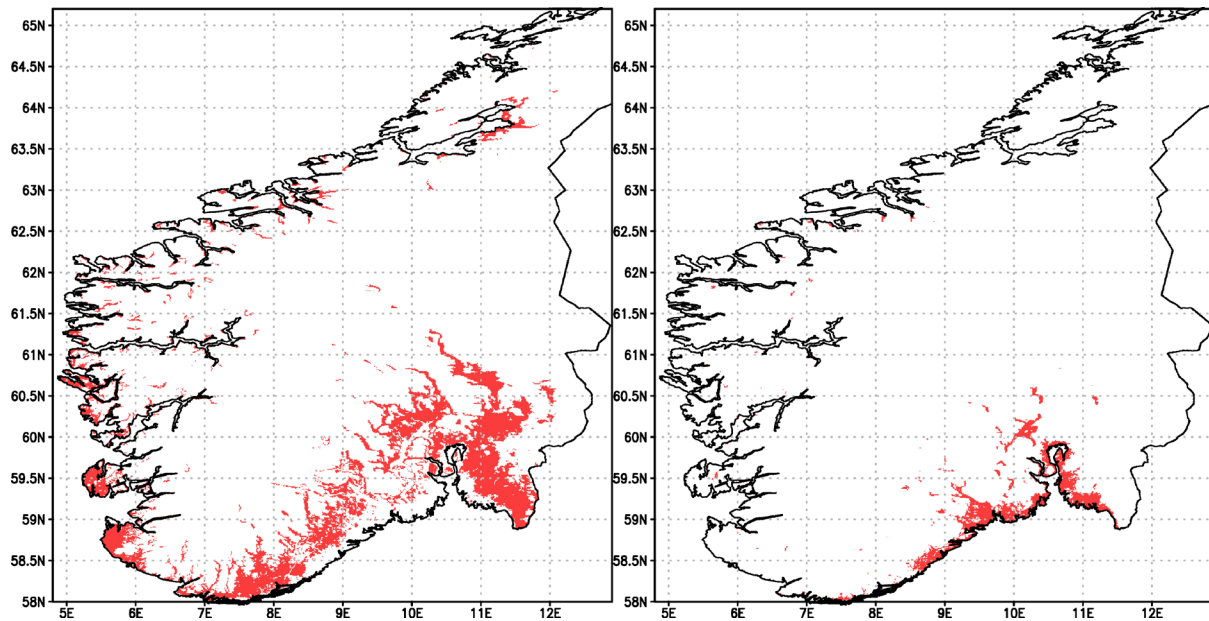 65N 65N
64.5N 64.5N
64N 64N
63.5N 63.5N
63N 63N
62.5N 62.5N
62N 62N
61.5N 61.5N
61N 61N
60.5N 60.5N
60N 60N
59.5N 59.5N
59N 59N
58.5N 58.5N
58N 58N
5E 6E 7E 8E 9E 10E 11E 12E 5E 6E 7E 8E 9E 10E 11E 12E